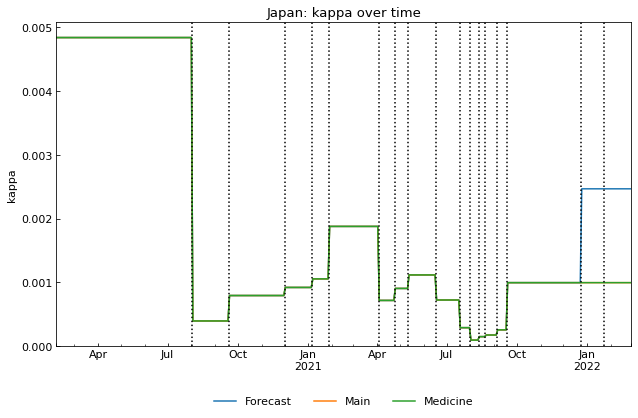 Japan: kappa over time
0.005
0.004
0.003
0.002
0.001
0.000
kappa
Apr Jul Oct Jan Apr Jul Oct Jan
2021 2022
Forecast Main Medicine